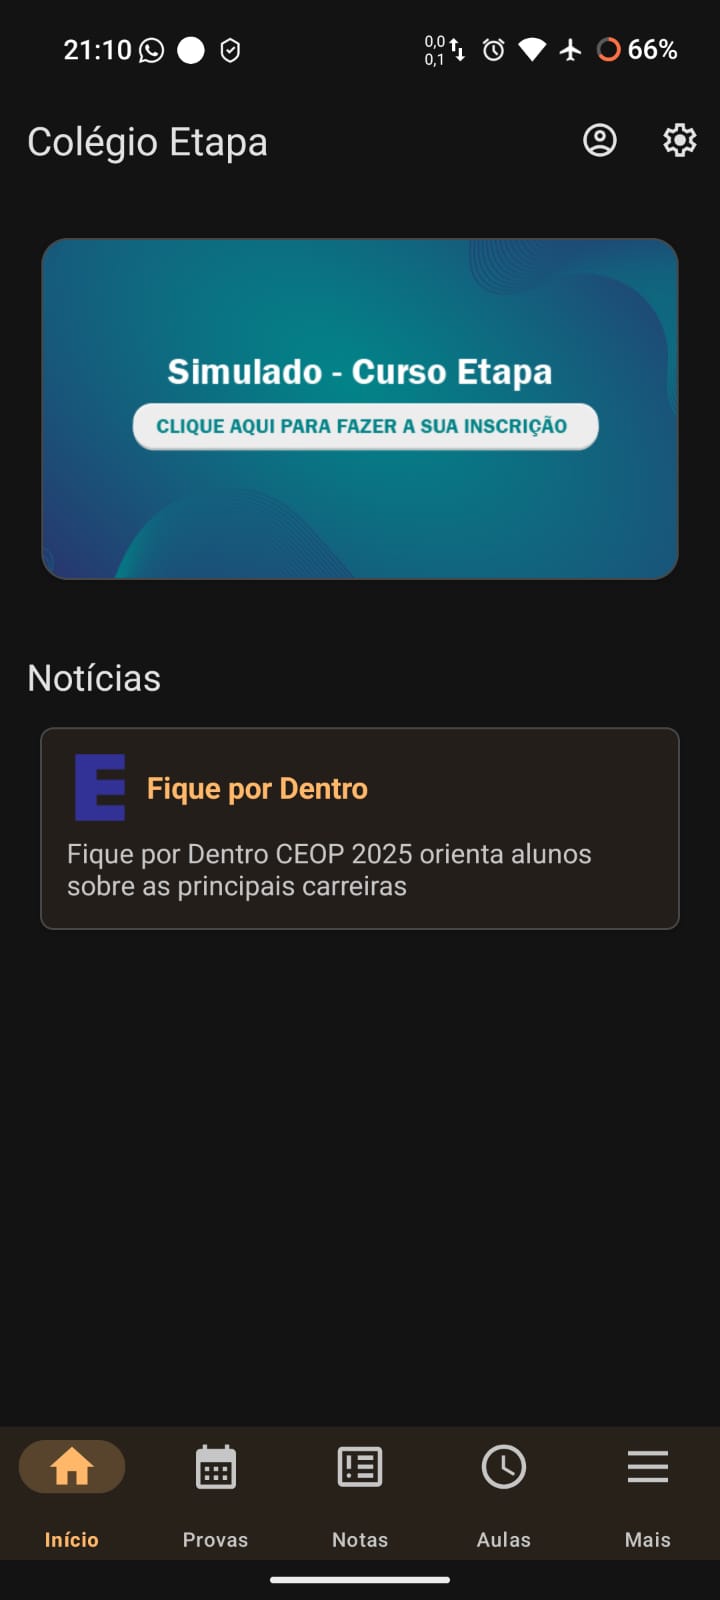 21:10
0,0
0,1
66%
Colégio Etapa
Simulado - Curso Etapa
CLIQUE AQUI PARA FAZER A SUA INSCRIÇÃO
Notícias
E
Fique por Dentro
Fique por Dentro CEOP 2025 orienta alunos
sobre as principais carreiras
Início
Provas
Notas
Aulas
Mais